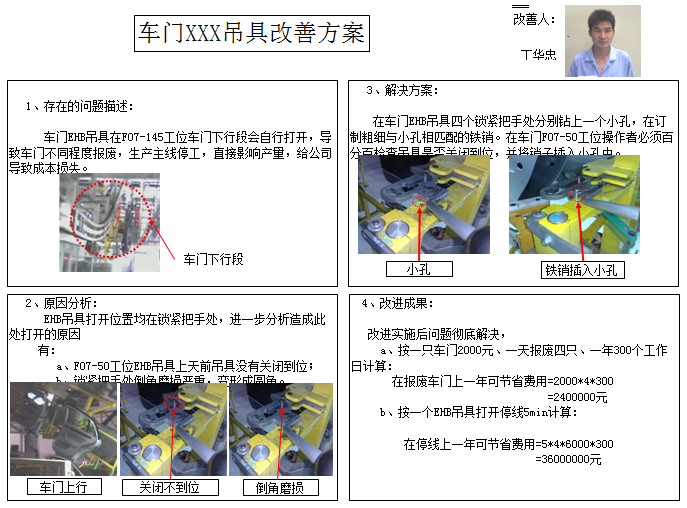 车门XXX吊具改善方案
改善人：
丁华忠
1、存在的问题描述：
车门EHB吊具在F07-145工位车门下行段会自行打开，导
致车门不同程度报废，生产主线停工，直接影响产量，给公司
导致成本损失。
车门下行段
2、原因分析：
EHB吊具打开位置均在锁紧把手处，进一步分析造成此
处打开的原因
有：
a、F07-50工位EHB吊具上天前吊具没有关闭到位；
b、锁紧把手处倒角磨损严重，变形成圆角。
车门上行
关闭不到位
倒角磨损
3、解决方案：
在车门EHB吊具四个锁紧把手处分别钻上一个小孔，在订
制粗细与小孔相匹配的铁销。在车门F07-50工位操作者必须百
分百检查吊具是否关闭到位，并将销子插入小孔中。
小孔
铁销插入小孔
4、改进成果：
改进实施后问题彻底解决，
a、按一只车门2000元、一天报废四只、一年300个工作
日计算：
在报废车门上一年可节省费用=2000*4*300
=2400000元
b、按一个EHB吊具打开停线5min计算：
在停线上一年可节省费用=5*4*6000*300
=36000000元